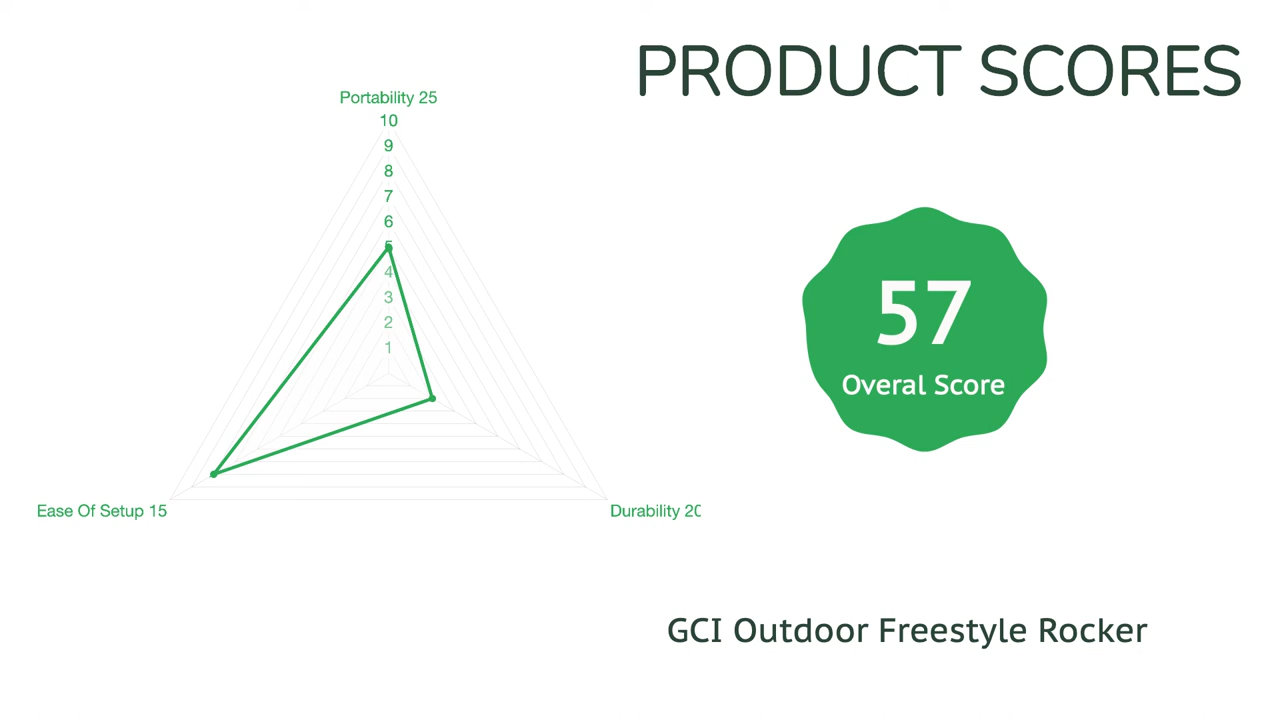 PRODUCT SCORES
Portability 25
10
9
8
7
6
5
4
3
2
1
Ease Of Setup 15
Durability 20
57
Overal Score
GCI Outdoor Freestyle Rocker